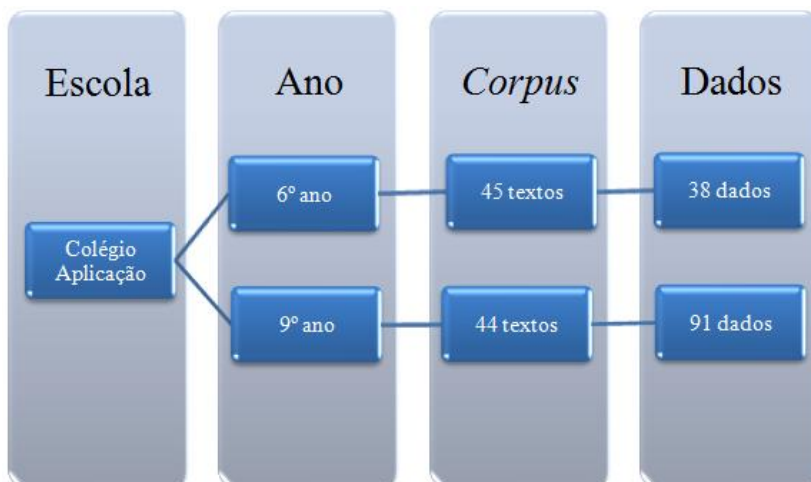 Escola
Ano
Corpus
Dados
Colégio
Aplicação
6º ano
45 textos
38 dados
9º ano
44 textos
91 dados